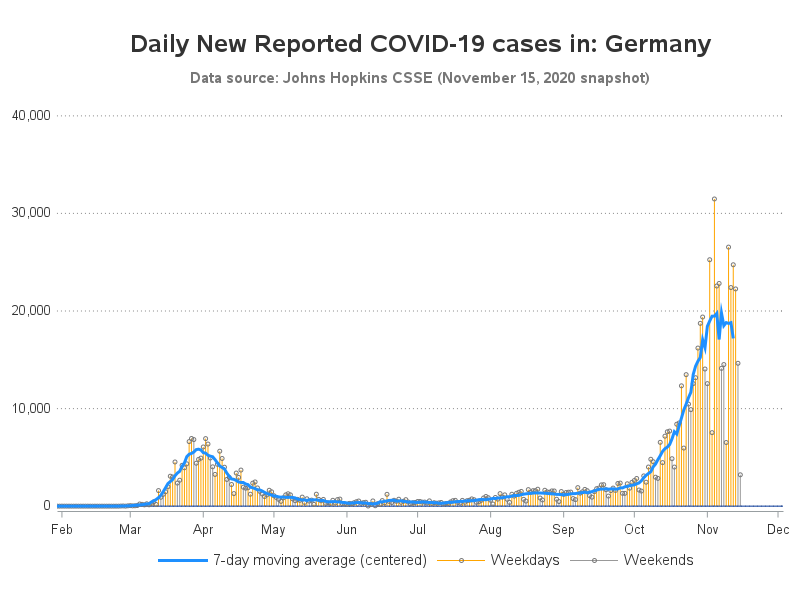 Daily New Reported COVID-19 cases in: Germany
Data source: Johns Hopkins CSSE (November 15, 2020 snapshot)
40,000
30,000
20,000
10,000
0
Feb Mar Apr May Jun Jul Aug Sep Oct Nov Dec
7-day moving average (centered) Weekdays Weekends